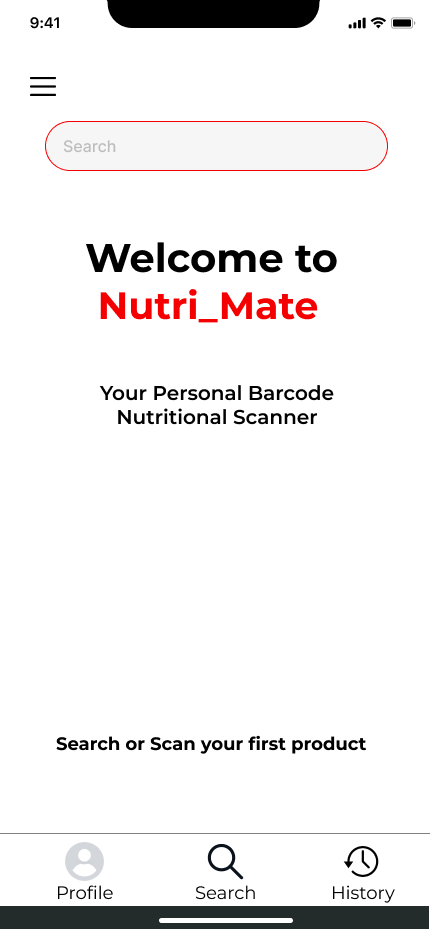 9:41
Search
Welcome to
Nutri_Mate
Your Personal Barcode
Nutritional Scanner
Search or Scan your first product
Profile
Search
History